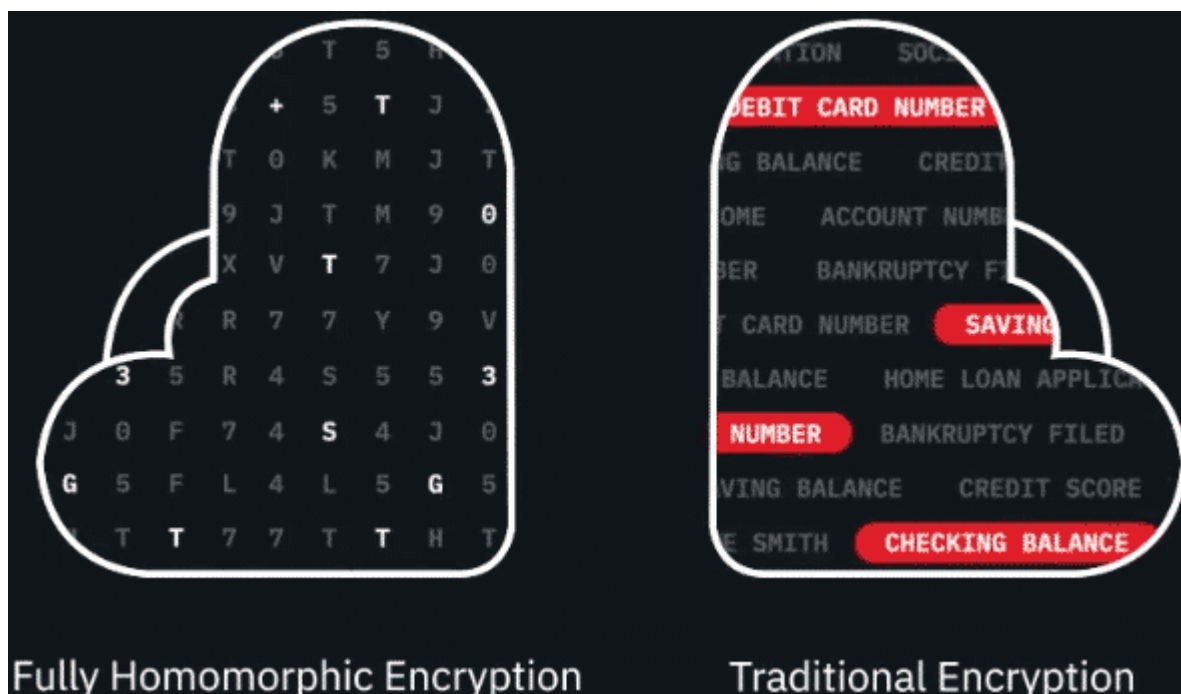 T 5 H
+ 5 T J
T 0 K M J T
9 J T M 9 0
X V T 7 J 0
R R 7 7 Y 9 V
3 5 R 4 S 5 5 3
J 0 F 7 4 S 4 J 0
G 5 F L 4 L 5 G 5
T T 7 7 T T H T
Fully Homomorphic Encryption
DEBIT CARD NUMBER
BALANCE CREDIT
ACCOUNT
BANKRUPTCY
CARD NUMBER SAVING
BALANCE HOME LOAN
NUMBER BANKRUPTCY FILED
BALANCE CREDIT SCORE
SMITH CHECKING BALANCE
Traditional Encryption